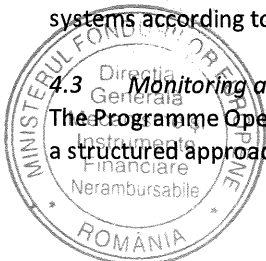 systems according to
4.3 Monitoring a
The Programme Ope
a structured approac
MINISTERUL FONDURILOR EUROPENE
Direcția
Generală
Instrumente
Financiare
Nerambursabile
* ROMÂNIA *